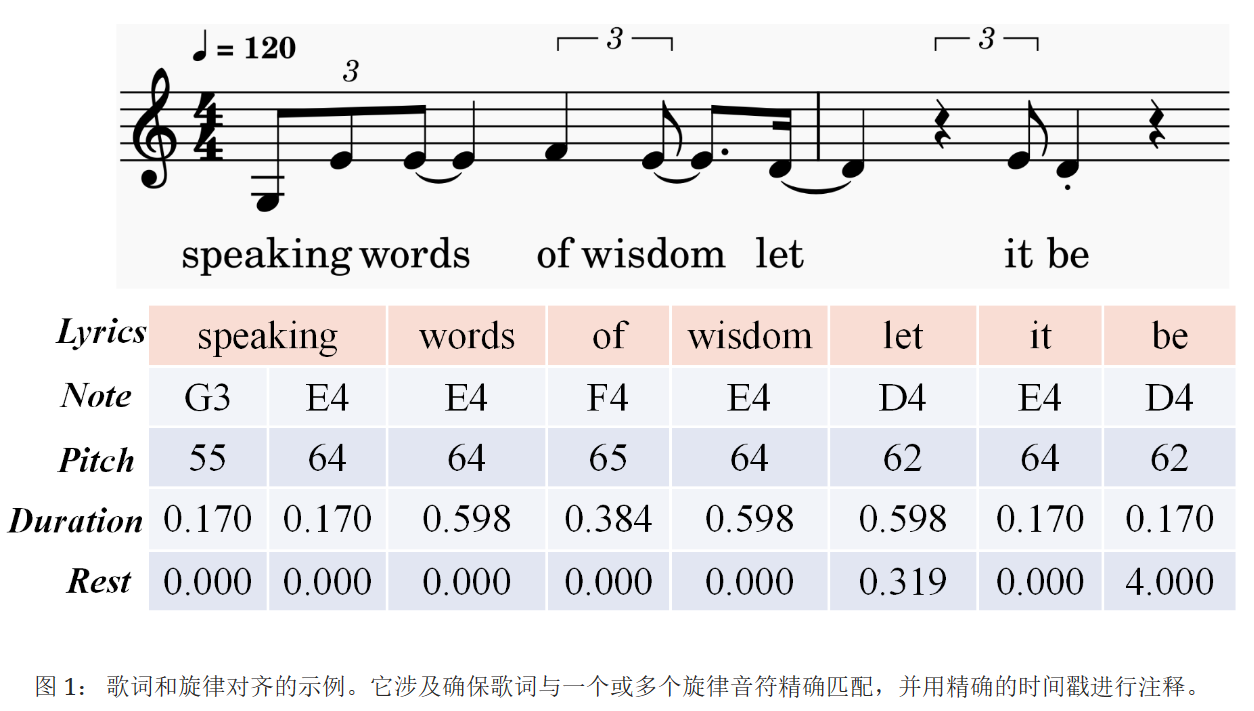 ♩ = 120
3 3 3
4
4
speaking words of wisdom let it be
Lyrics speaking words of wisdom let it be
Note G3 E4 E4 F4 E4 D4 E4 D4
Pitch 55 64 64 65 64 62 64 62
Duration 0.170 0.170 0.598 0.384 0.598 0.598 0.170 0.170
Rest 0.000 0.000 0.000 0.000 0.000 0.319 0.000 4.000
图 1： 歌词和旋律对齐的示例。它涉及确保歌词与一个或多个旋律音符精确匹配，并用精确的时间戳进行注释。